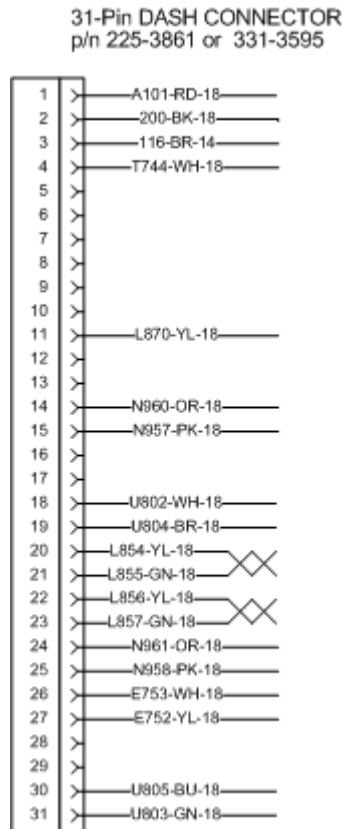 31-Pin DASH CONNECTOR
p/n 225-3861 or 331-3595
1 A101-RD-18
2 200-BK-18
3 116-BR-14
4 T744-WH-18
5
6
7
8
9
10
11 L870-YL-18
12
13
14 N960-OR-18
15 N957-PK-18
16
17
18 U802-WH-18
19 U804-BR-18
20 L854-YL-18
21 L855-GN-18
22 L856-YL-18
23 L857-GN-18
24 N961-OR-18
25 N958-PK-18
26 E753-WH-18
27 E752-YL-18
28
29
30 U805-BU-18
31 U803-GN-18